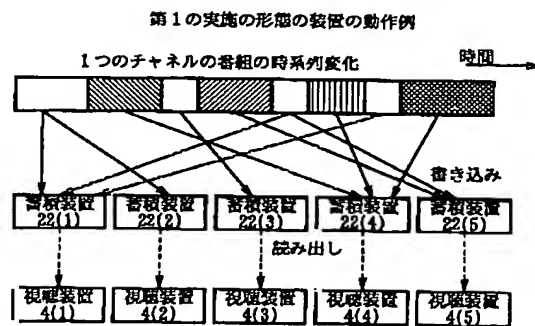 第1の実施の形態の装置の動作例
1つのチャネルの番組の時系列変化
時間
書き込み
蓄積装置 22(1)
蓄積装置 22(2)
蓄積装置 22(3)
蓄積装置 22(4)
蓄積装置 22(5)
読み出し
視聴装置 4(1)
視聴装置 4(2)
視聴装置 4(3)
視聴装置 4(4)
視聴装置 4(5)